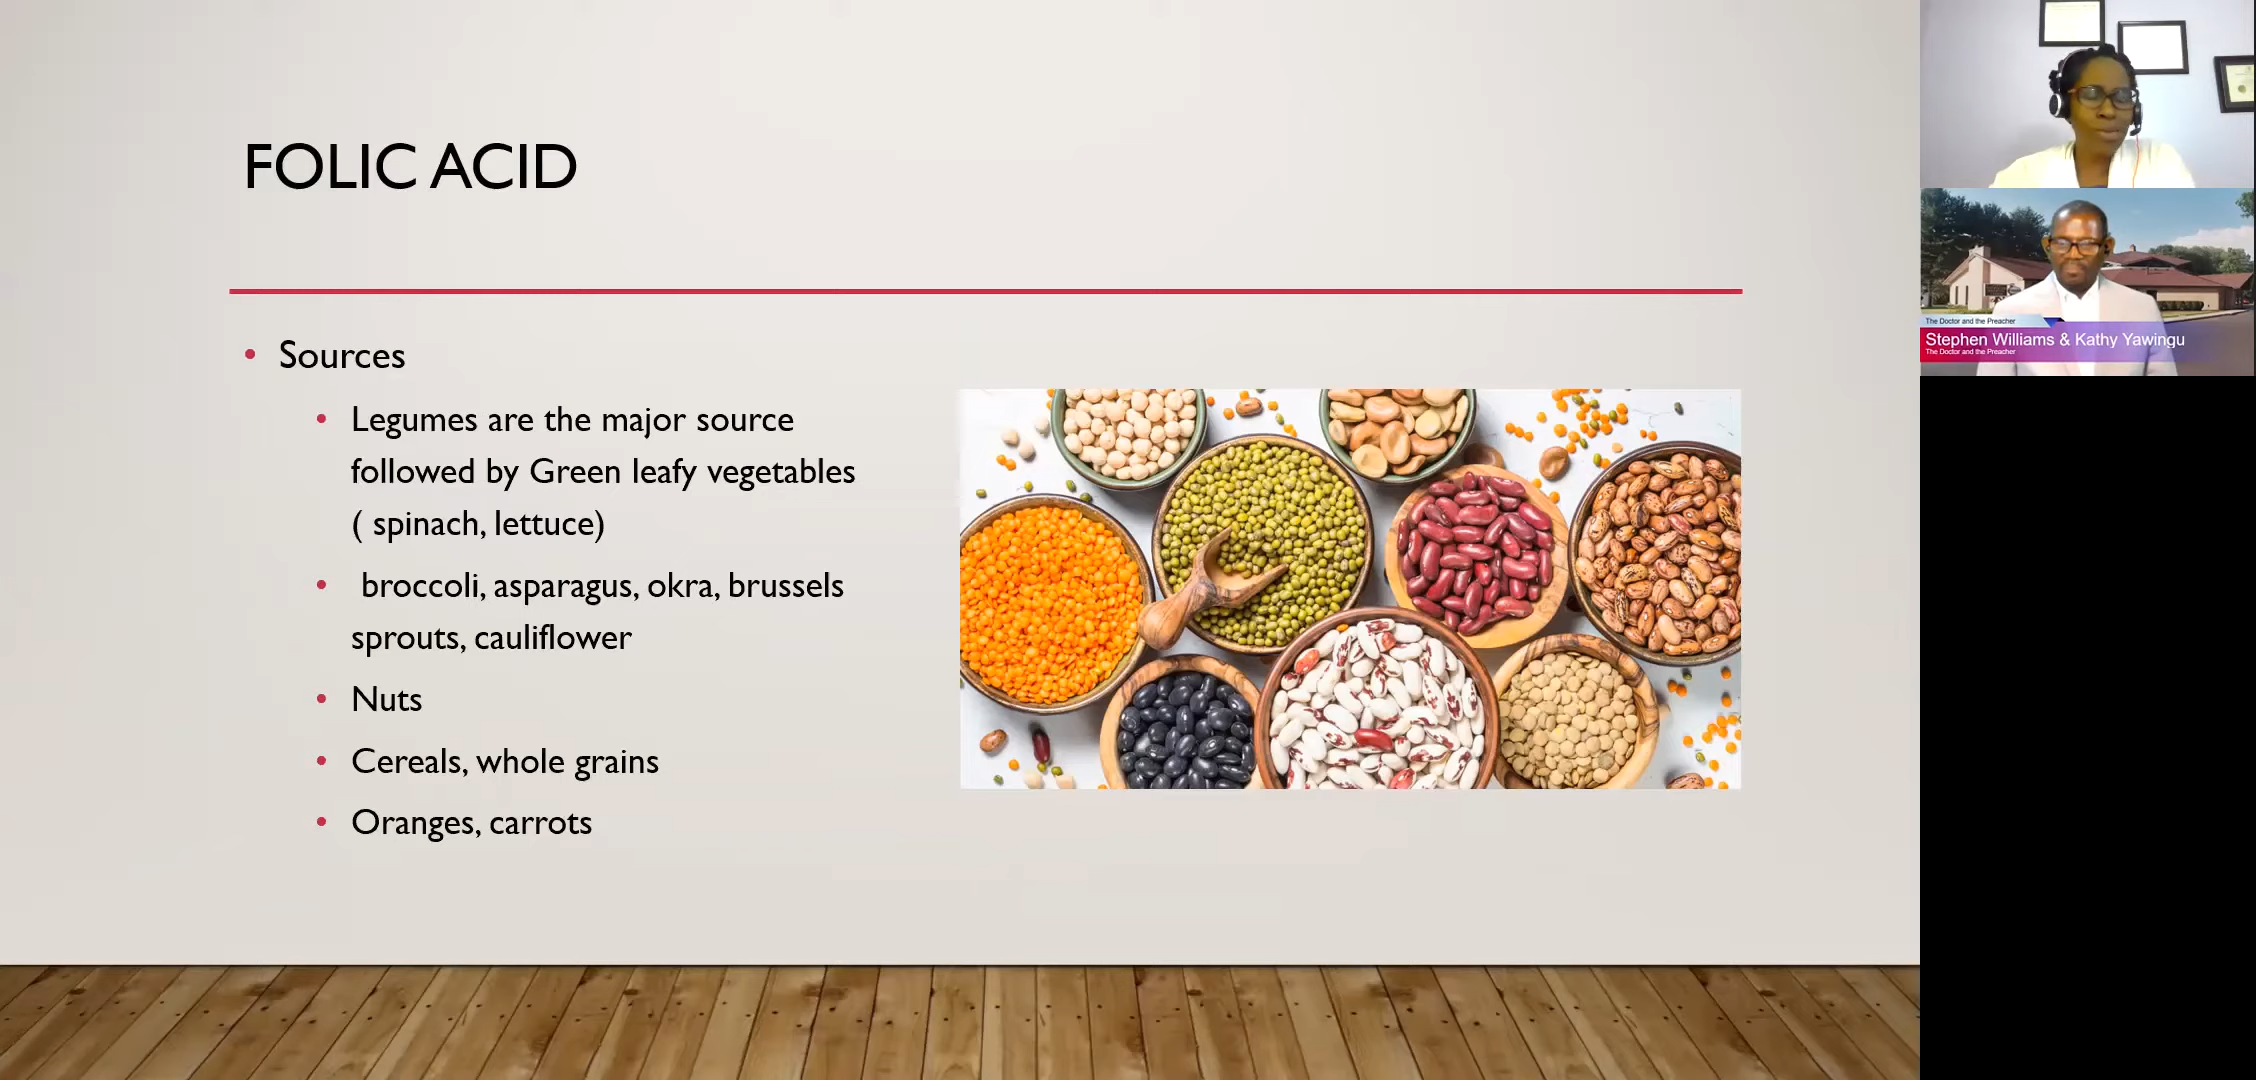 FOLIC ACID
• Sources
• Legumes are the major source
followed by Green leafy vegetables
( spinach, lettuce)
• broccoli, asparagus, okra, brussels
sprouts, cauliflower
• Nuts
• Cereals, whole grains
• Oranges, carrots
The Doctor and the Preacher
Stephen Williams & Kathy Yawingu
The Doctor and the Preacher